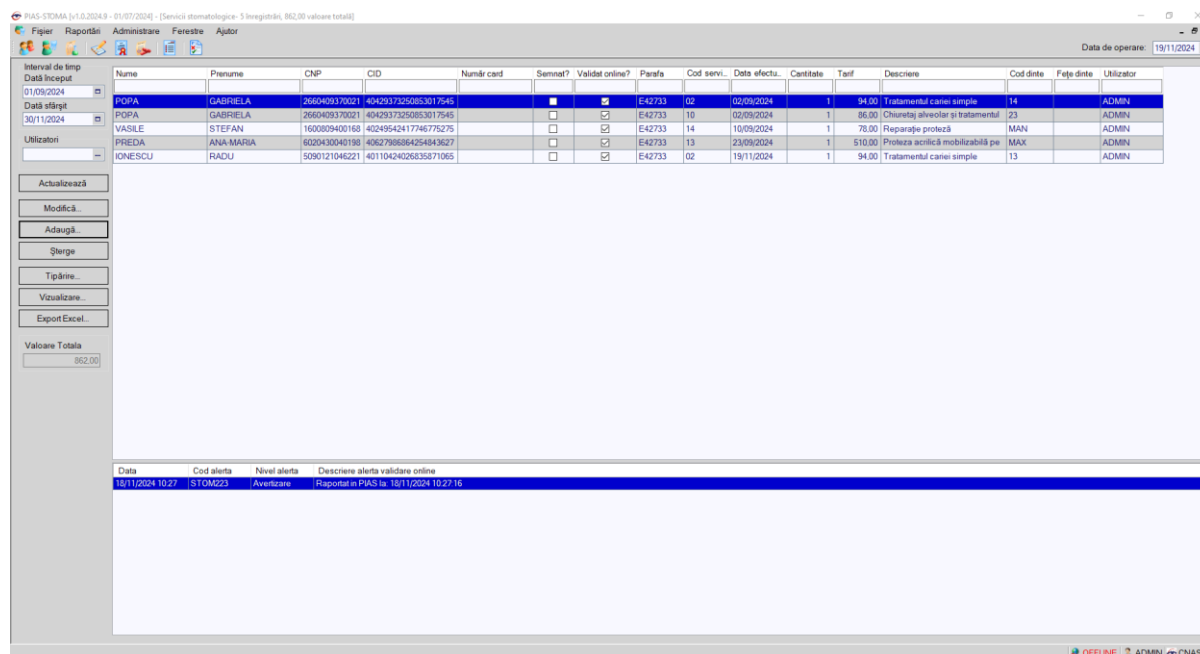 PIAS-STOMA [v1.0.2024.9 - 01/07/2024] - [Servicii stomatologice- 5 înregistrări, 862,00 valoare totală]
Fișier Raportări Administrare Ferestre Ajutor
Data de operare: 19/11/2024
Interval de timp
Dată început
01/09/2024
Dată sfârșit
30/11/2024
Utilizatori
Actualizează
Modifică...
Adaugă...
Șterge
Tipărire...
Vizualizare...
Export Excel...
Valoare Totala
862,00
Nume Prenume CNP CID Număr card Semnat? Validat online? Parafa Cod servi... Data efectu... Cantitate Tarif Descriere Cod dinte Fețe dinte Utilizator
POPA GABRIELA 2660409370021 40429373250853017545 E42733 02 02/09/2024 1 94,00 Tratamentul cariei simple 14 ADMIN
POPA GABRIELA 2660409370021 40429373250853017545 E42733 10 02/09/2024 1 86,00 Chiuretaj alveolar și tratamentul 23 ADMIN
VASILE STEFAN 1600809400168 40249542417746775275 E42733 14 10/09/2024 1 78,00 Reparație proteză MAN ADMIN
PREDA ANA-MARIA 6020430040198 40627986864254843627 E42733 13 23/09/2024 1 510,00 Proteza acrilică mobilizabilă pe MAX ADMIN
IONESCU RADU 5090121046221 40110424026835871065 E42733 02 19/11/2024 1 94,00 Tratamentul cariei simple 13 ADMIN
Data Cod alerta Nivel alerta Descriere alerta validare online
18/11/2024 10:27 STOM223 Avertizare Raportat in PIAS la: 18/11/2024 10:27:16
OFFLINE ADMIN CNAS